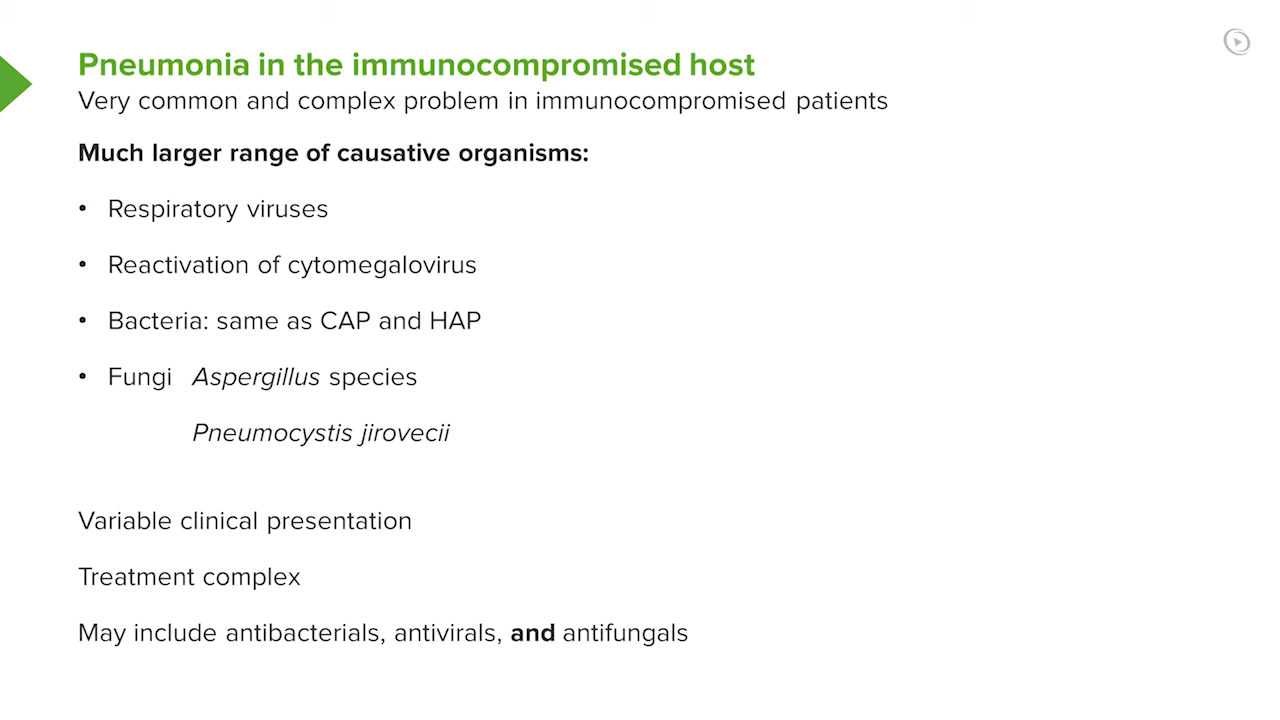 Pneumonia in the immunocompromised host
Very common and complex problem in immunocompromised patients
Much larger range of causative organisms:
• Respiratory viruses
• Reactivation of cytomegalovirus
• Bacteria: same as CAP and HAP
• Fungi Aspergillus species
Pneumocystis jirovecii
Variable clinical presentation
Treatment complex
May include antibacterials, antivirals, and antifungals